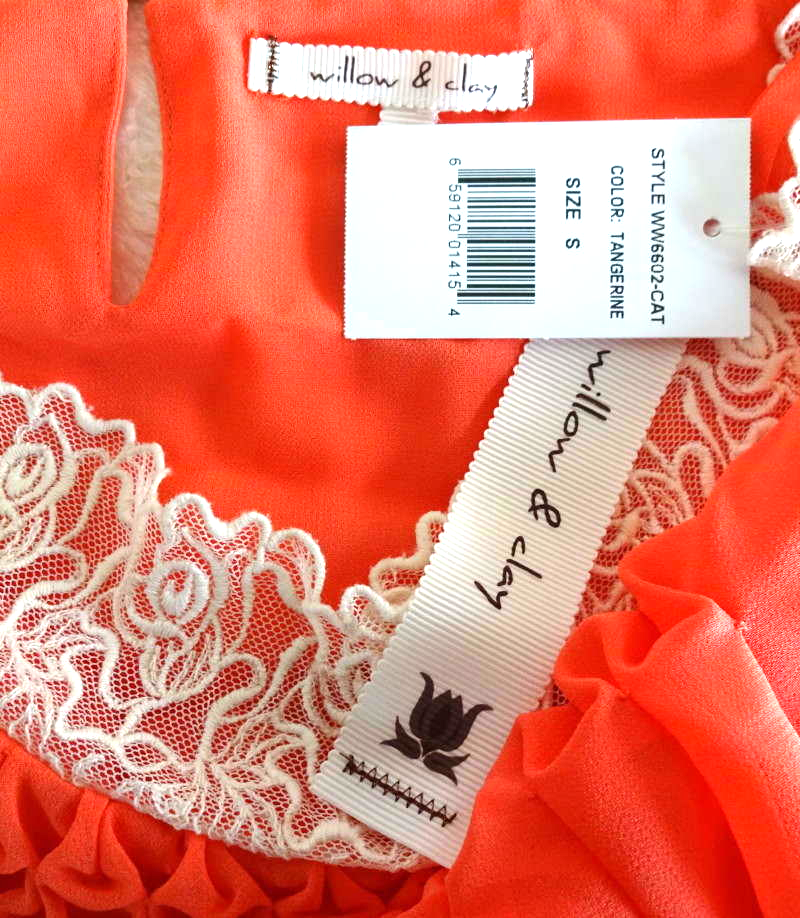 willow & clay
STYLE WW6602-CAT
COLOR: TANGERINE
SIZE S
6 59120 01415 4
willow & clay